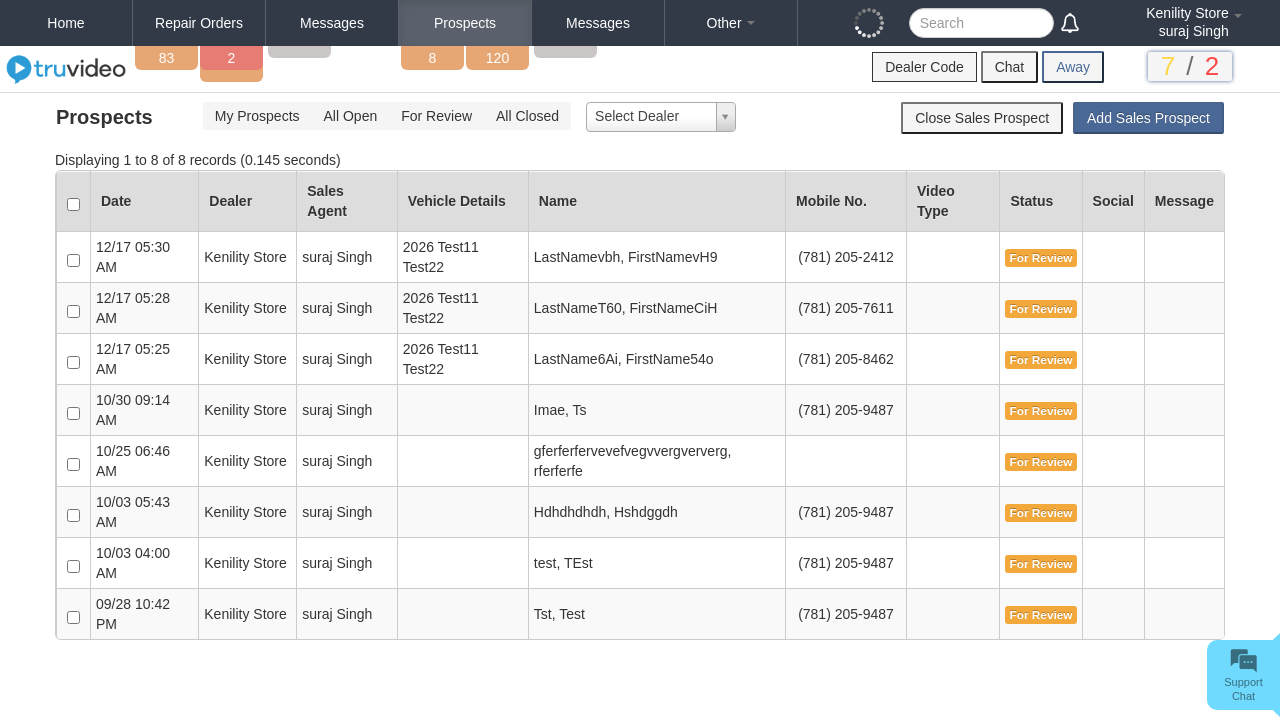 Home Repair Orders Messages Prospects Messages Other Search Kenility Store
suraj Singh
truvideo 83 2 8 120 Dealer Code Chat Away 7 / 2
Prospects My Prospects All Open For Review All Closed Select Dealer Close Sales Prospect Add Sales Prospect
Displaying 1 to 8 of 8 records (0.145 seconds)
Date Dealer Sales Agent Vehicle Details Name Mobile No. Video Type Status Social Message
12/17 05:30 AM Kenility Store suraj Singh 2026 Test11 Test22 LastNamevbh, FirstNamevH9 (781) 205-2412 For Review
12/17 05:28 AM Kenility Store suraj Singh 2026 Test11 Test22 LastNameT60, FirstNameCiH (781) 205-7611 For Review
12/17 05:25 AM Kenility Store suraj Singh 2026 Test11 Test22 LastName6Ai, FirstName54o (781) 205-8462 For Review
10/30 09:14 AM Kenility Store suraj Singh Imae, Ts (781) 205-9487 For Review
10/25 06:46 AM Kenility Store suraj Singh gferferfervevefvegvvergververg, rferferfe For Review
10/03 05:43 AM Kenility Store suraj Singh Hdhdhdhdh, Hshdggdh (781) 205-9487 For Review
10/03 04:00 AM Kenility Store suraj Singh test, TEst (781) 205-9487 For Review
09/28 10:42 PM Kenility Store suraj Singh Tst, Test (781) 205-9487 For Review
Support
Chat